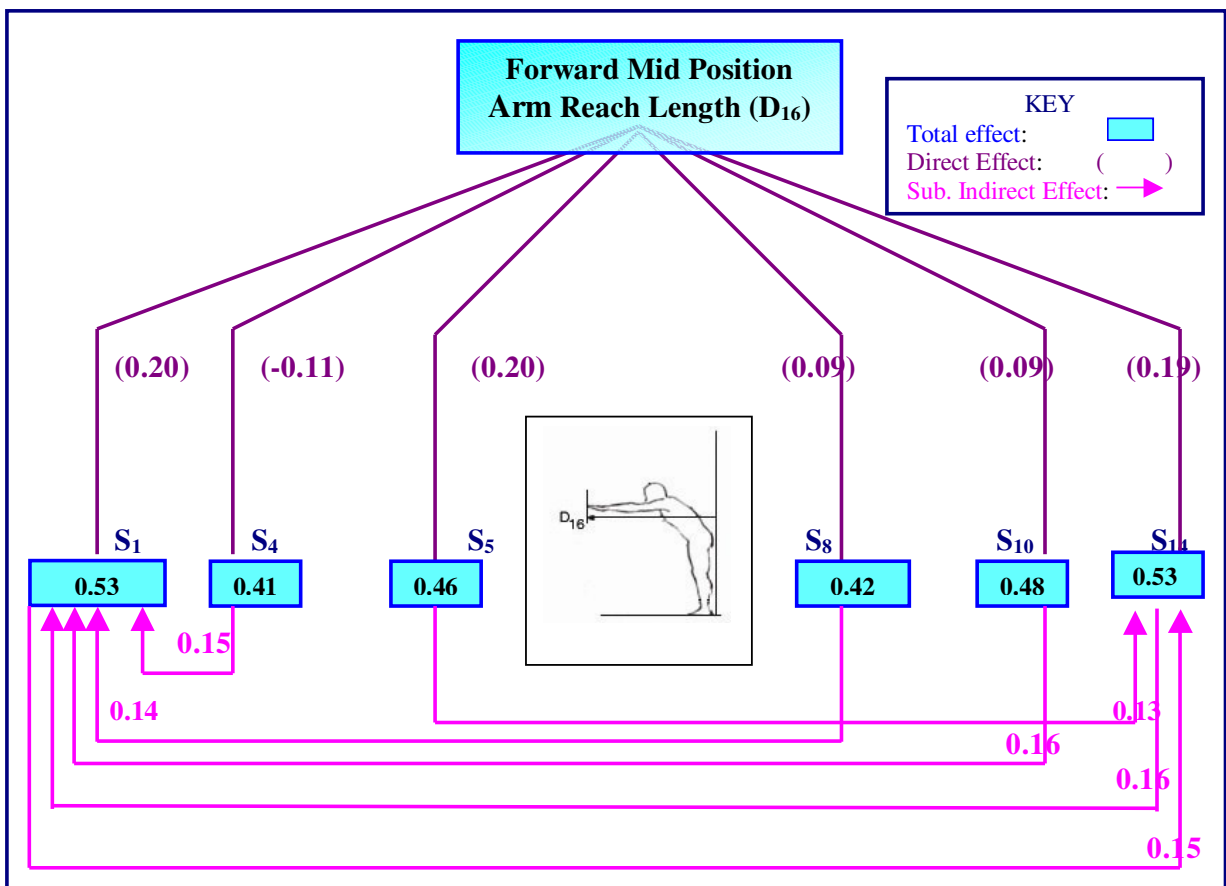 Forward Mid Position
Arm Reach Length (D₁₆)
KEY
Total effect:
Direct Effect: ( )
Sub. Indirect Effect:
(0.20) (-0.11) (0.20) (0.09) (0.09) (0.19)
D₁₆
S₁ S₄ S₅ S₈ S₁₀ S₁₄
0.53 0.41 0.46 0.42 0.48 0.53
0.15
0.14 0.13
0.16
0.16
0.15